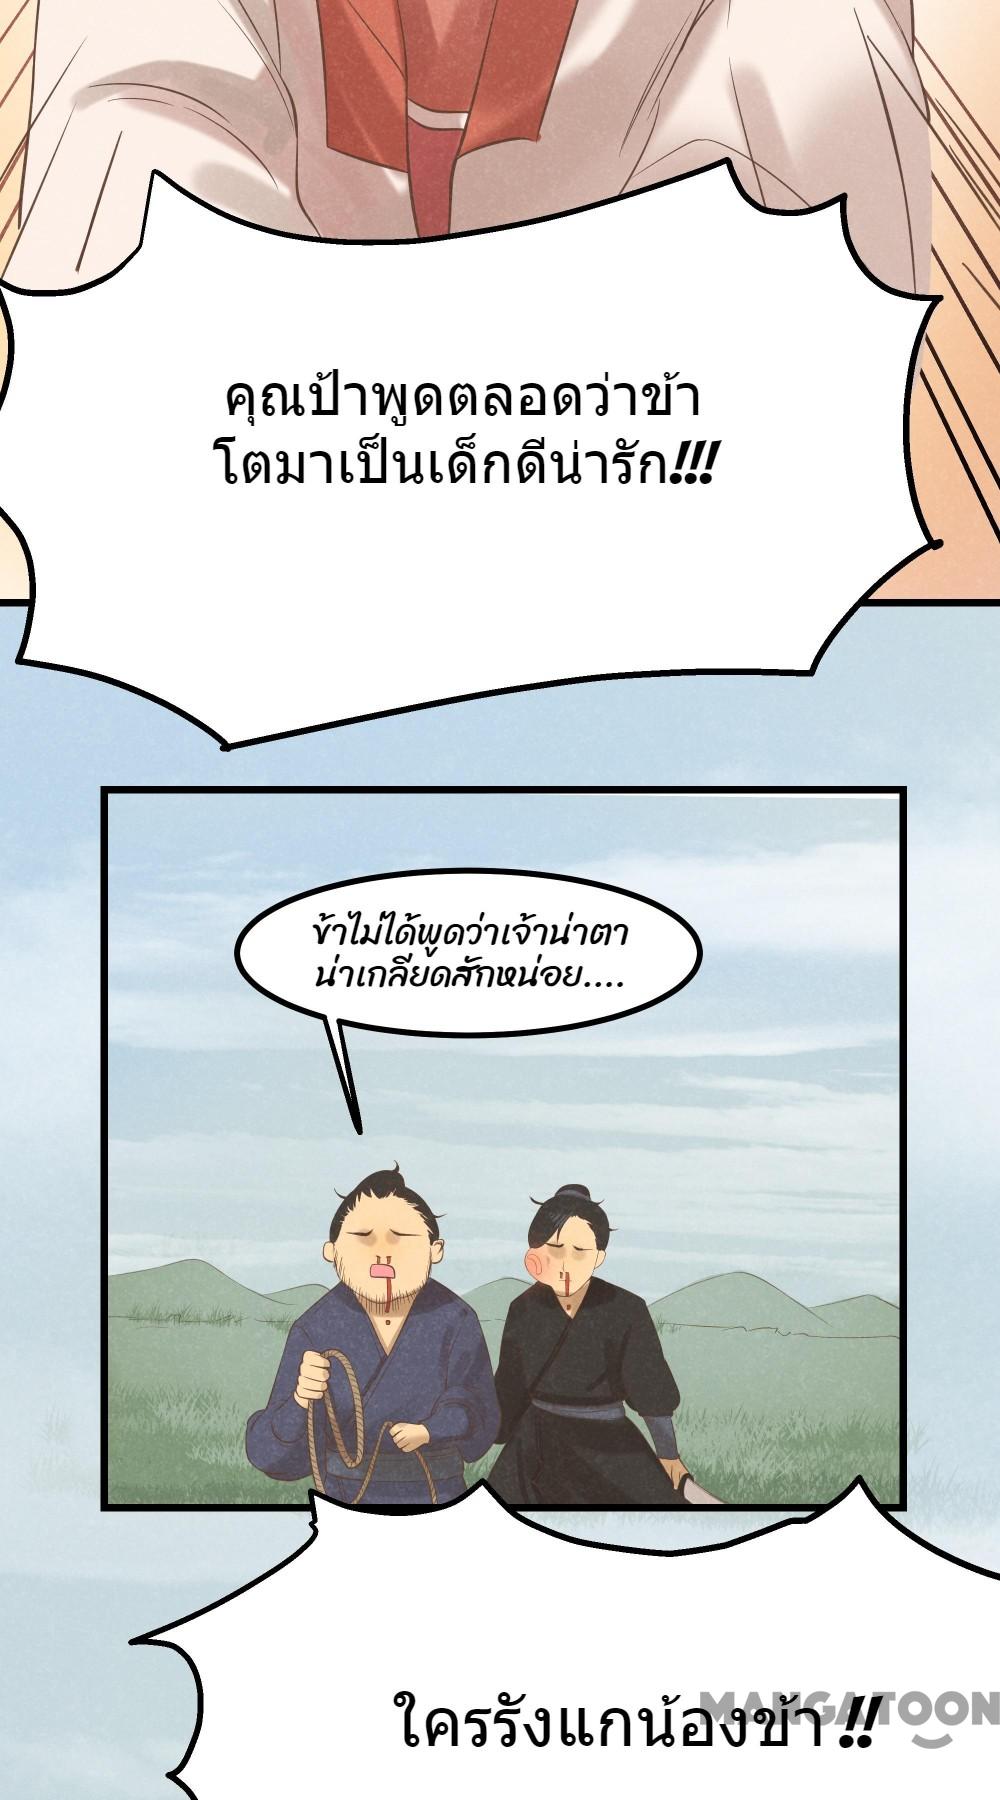 คุณป้าพูดตลอดว่าข้า
โตมาเป็นเด็กดีน่ารัก!!!
ข้าไม่ได้พูดว่าเจ้าน่าตา
น่าเกลียดสักหน่อย....
ใครรังแกน้องข้า !!
MANGATOON